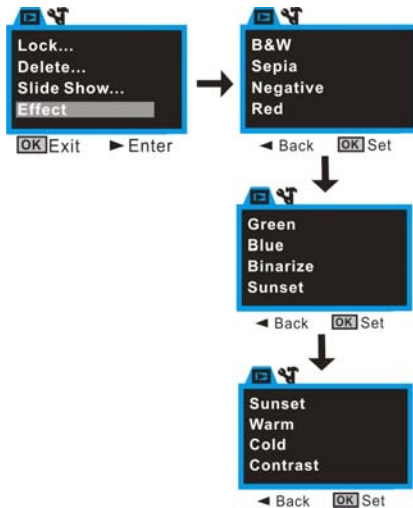 Lock...
Delete...
Slide Show...
Effect
OK Exit ► Enter
B&W
Sepia
Negative
Red
◄ Back OK Set
Green
Blue
Binarize
Sunset
◄ Back OK Set
Sunset
Warm
Cold
Contrast
◄ Back OK Set